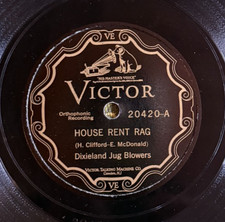 VE
"HIS MASTER'S VOICE"
VICTOR
Orthophonic
Recording
20420-A
HOUSE RENT RAG
(H. Clifford-E. McDonald)
Dixieland Jug Blowers
VICTOR TALKING MACHINE CO.
Camden, N.J.
VE